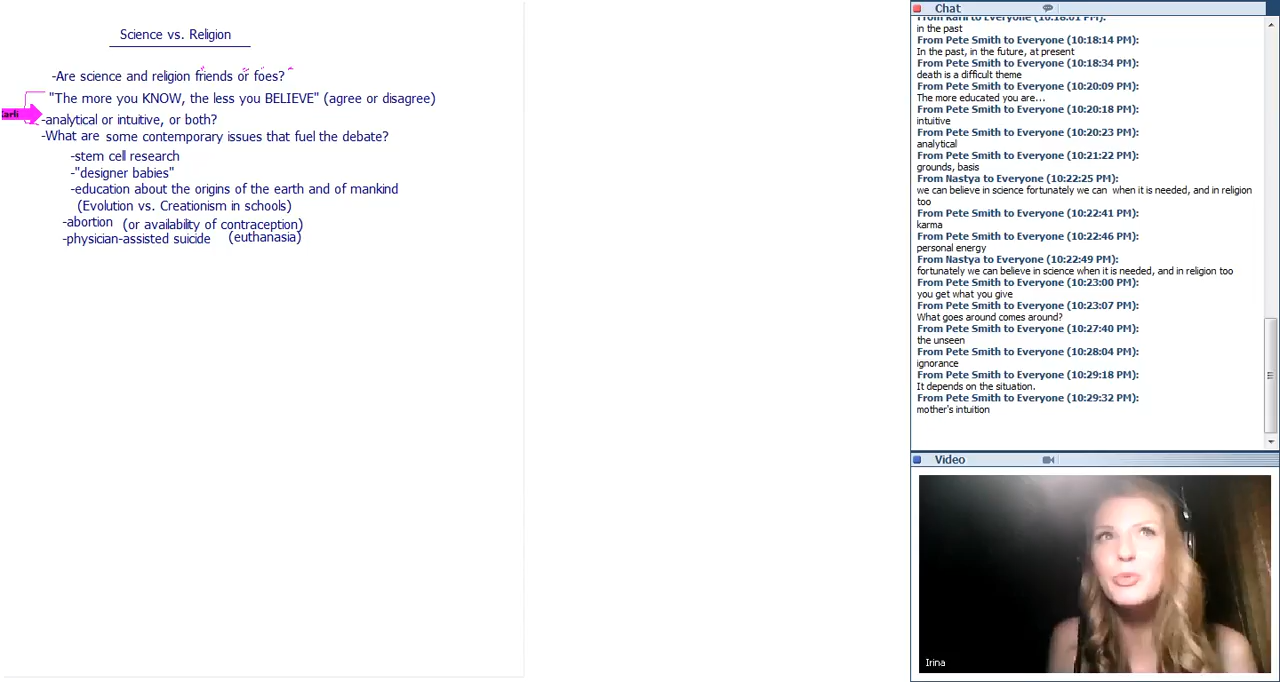 Science vs. Religion
-Are science and religion friends or foes?
"The more you KNOW, the less you BELIEVE" (agree or disagree)
-analytical or intuitive, or both?
-What are some contemporary issues that fuel the debate?
-stem cell research
-"designer babies"
-education about the origins of the earth and of mankind
(Evolution vs. Creationism in schools)
-abortion (or availability of contraception)
-physician-assisted suicide (euthanasia)
Chat
in the past
From Pete Smith to Everyone (10:18:14 PM):
In the past, in the future, at present
From Pete Smith to Everyone (10:18:34 PM):
death is a difficult theme
From Pete Smith to Everyone (10:20:09 PM):
The more educated you are...
From Pete Smith to Everyone (10:20:18 PM):
intuitive
From Pete Smith to Everyone (10:20:23 PM):
analytical
From Pete Smith to Everyone (10:21:22 PM):
grounds, basis
From Nastya to Everyone (10:22:25 PM):
we can believe in science fortunately we can when it is needed, and in religion
too
From Pete Smith to Everyone (10:22:41 PM):
karma
From Pete Smith to Everyone (10:22:46 PM):
personal energy
From Nastya to Everyone (10:22:49 PM):
fortunately we can believe in science when it is needed, and in religion too
From Pete Smith to Everyone (10:23:00 PM):
you get what you give
From Pete Smith to Everyone (10:23:07 PM):
What goes around comes around?
From Pete Smith to Everyone (10:27:40 PM):
the unseen
From Pete Smith to Everyone (10:28:04 PM):
ignorance
From Pete Smith to Everyone (10:29:18 PM):
It depends on the situation.
From Pete Smith to Everyone (10:29:32 PM):
mother's intuition
Video
Irina